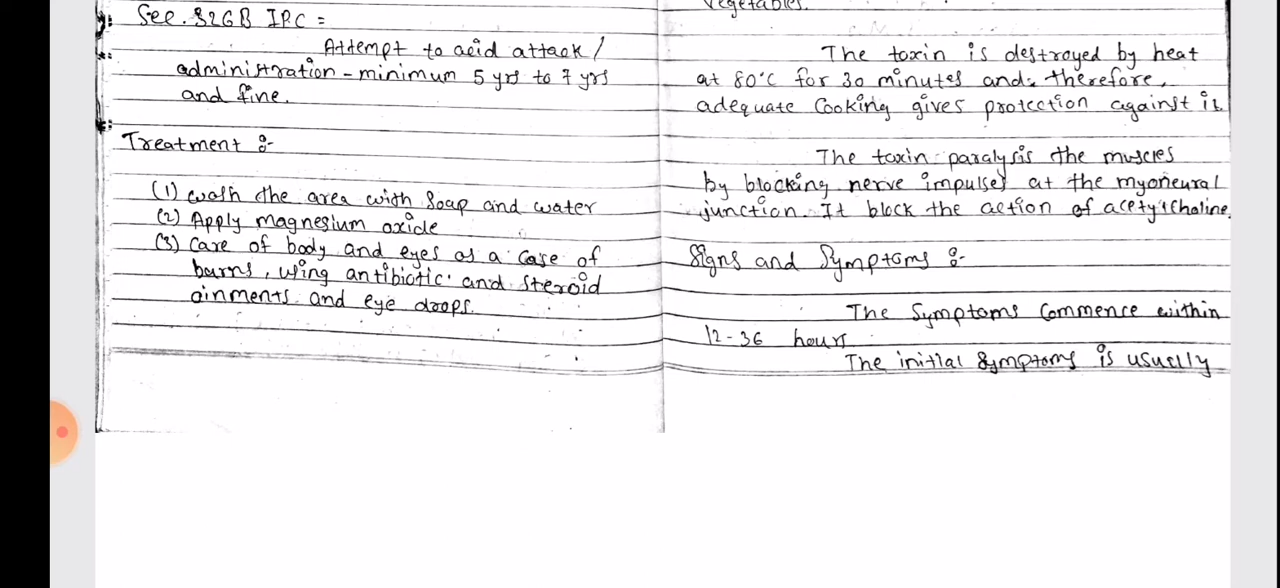 Sec. 326B IPC =
Attempt to acid attack /
administration - minimum 5 yrs to 7 yrs
and fine.
Treatment :-
(1) wash the area with Soap and water
(2) Apply magnesium oxide
(3) Care of body and eyes as a case of
burns, using antibiotic and steroid
oinments and eye drops.
vegetables.
The toxin is destroyed by heat
at 80°C for 30 minutes and therefore,
adequate Cooking gives protection against it
The toxin paralysis the muscles
by blocking nerve impulses at the myoneural
junction. It block the action of acetylcholine.
Signs and Symptoms :-
The Symptoms Commence within
12-36 hours
The initial Symptoms is usually